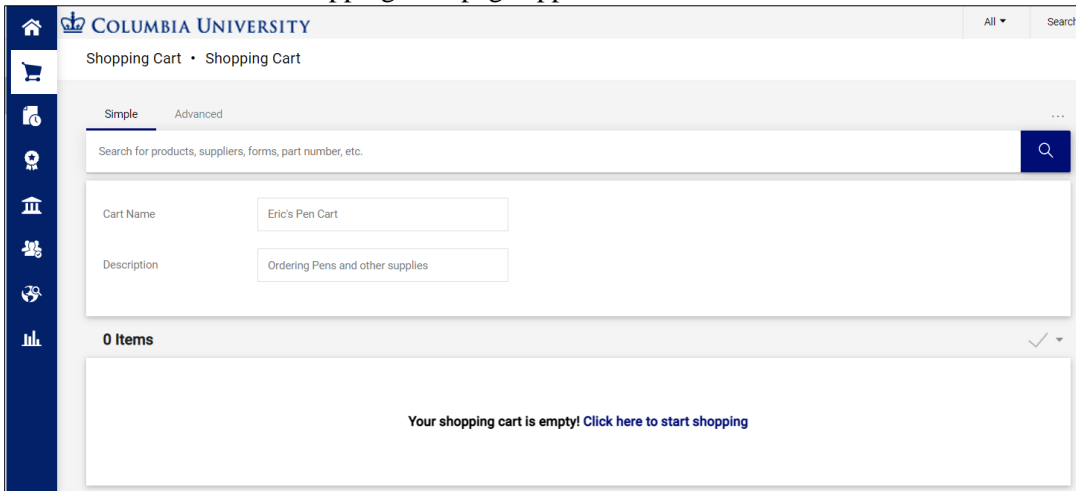 COLUMBIA UNIVERSITY
All
Search
Shopping Cart • Shopping Cart
Simple
Advanced
...
Search for products, suppliers, forms, part number, etc.
Cart Name
Eric's Pen Cart
Description
Ordering Pens and other supplies
0 Items
Your shopping cart is empty! Click here to start shopping